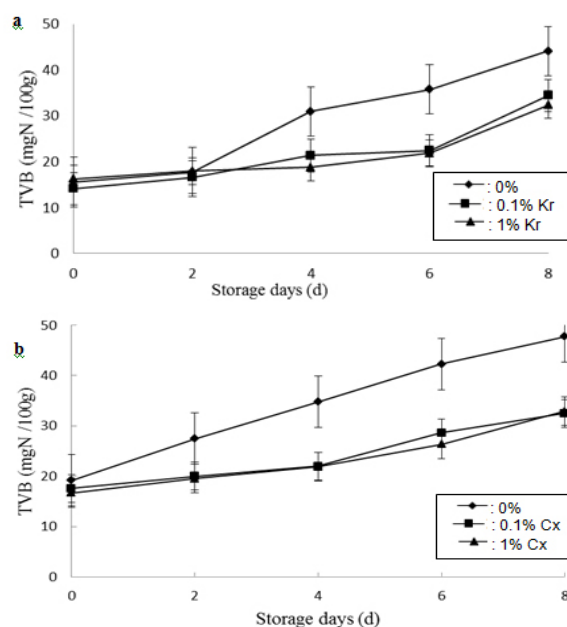 a
50
40
30
20
10
0
TVB (mgN /100g)
0 2 4 6 8
Storage days (d)
: 0%
: 0.1% Kr
: 1% Kr
b
50
40
30
20
10
0
TVB (mgN /100g)
0 2 4 6 8
Storage days (d)
: 0%
: 0.1% Cx
: 1% Cx